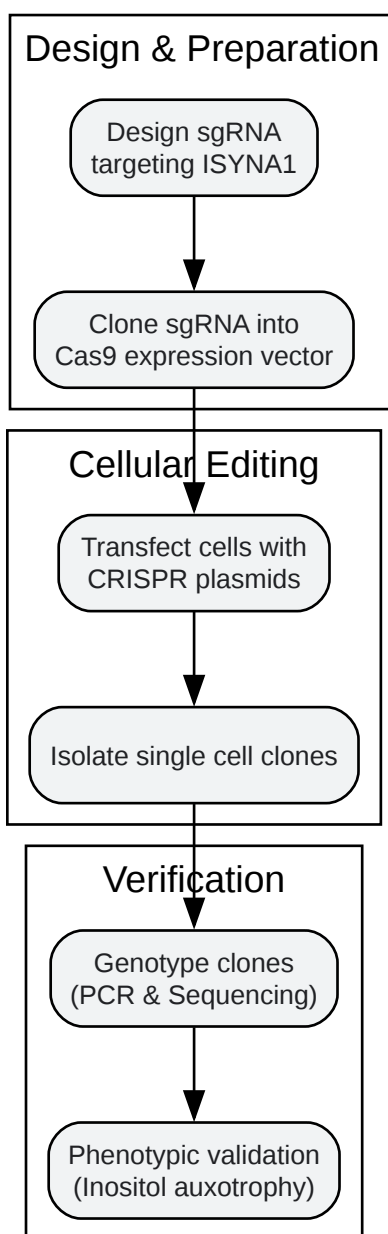 Design & Preparation
Design sgRNA
targeting ISYNA1
Clone sgRNA into
Cas9 expression vector
Cellular Editing
Transfect cells with
CRISPR plasmids
Isolate single cell clones
Verification
Genotype clones
(PCR & Sequencing)
Phenotypic validation
(Inositol auxotrophy)